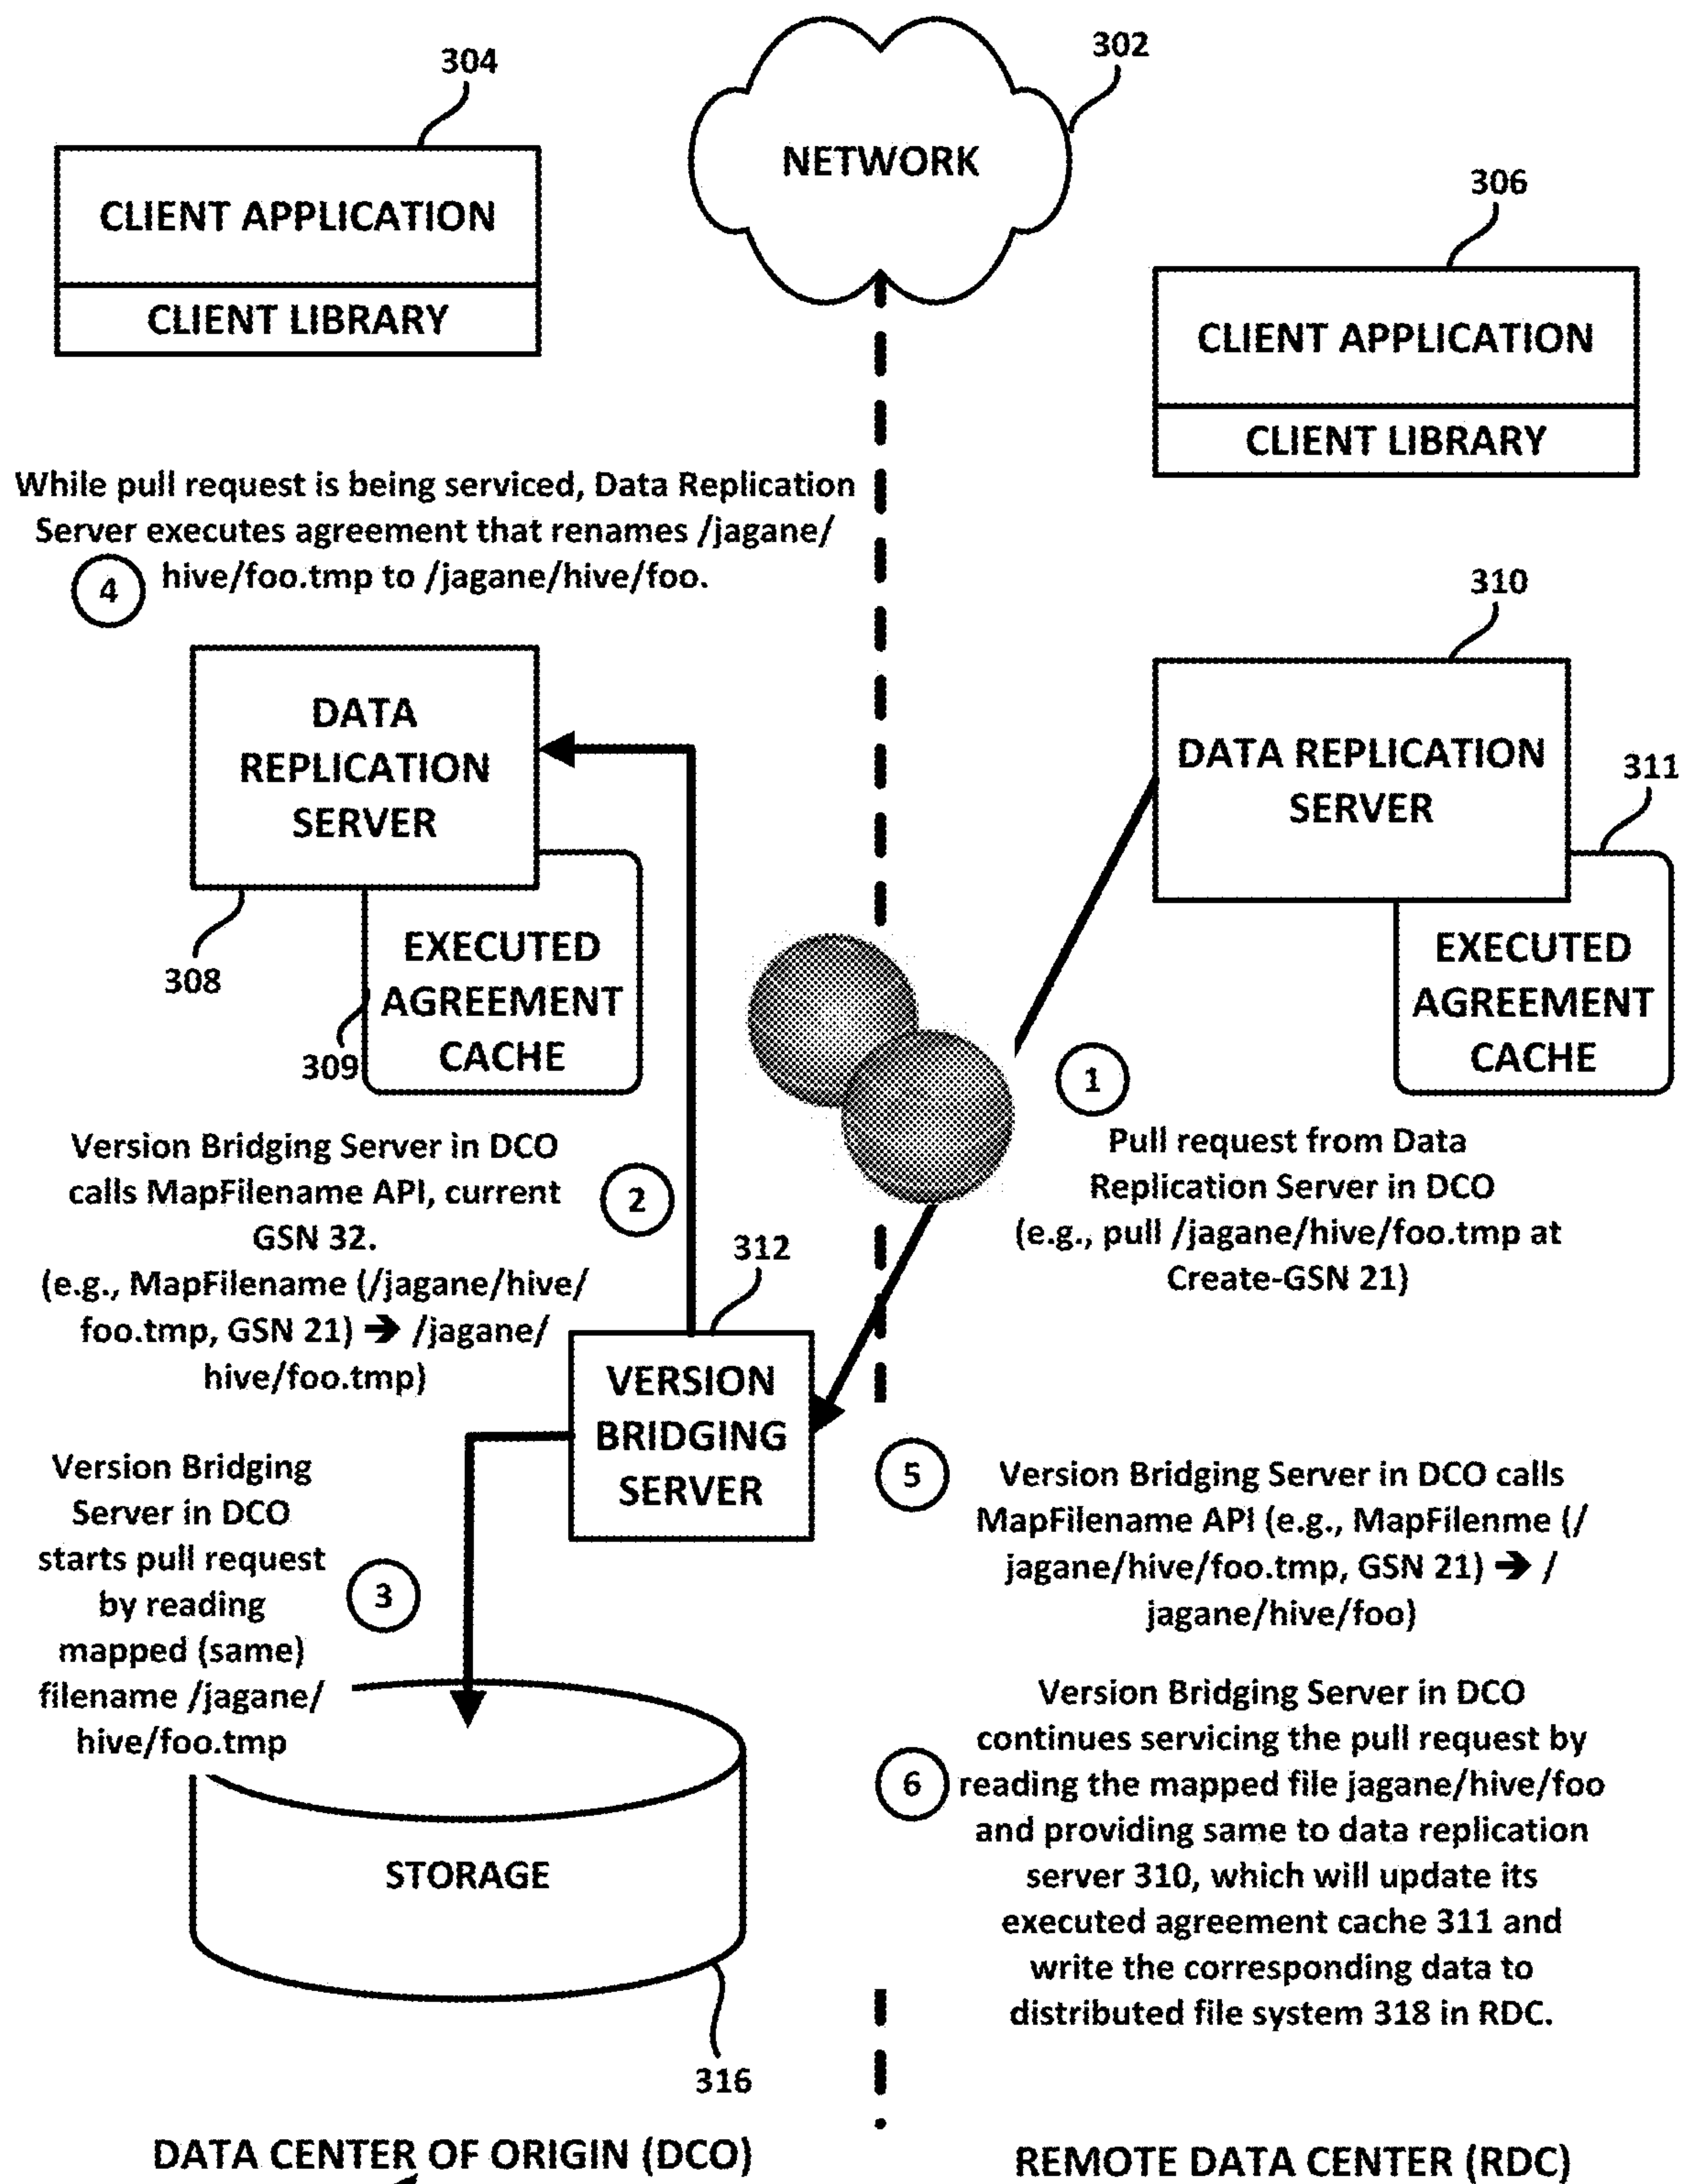 304
302
NETWORK
306
CLIENT APPLICATION
CLIENT LIBRARY
CLIENT APPLICATION
CLIENT LIBRARY
While pull request is being serviced, Data Replication
Server executes agreement that renames /jagane/
hive/foo.tmp to /jagane/hive/foo.
4
310
DATA
REPLICATION
SERVER
308
EXECUTED
AGREEMENT
CACHE
309
DATA REPLICATION
SERVER
311
EXECUTED
AGREEMENT
CACHE
1
Pull request from Data
Replication Server in DCO
(e.g., pull /jagane/hive/foo.tmp at
Create-GSN 21)
Version Bridging Server in DCO
calls MapFilename API, current
GSN 32.
(e.g., MapFilename (/jagane/hive/
foo.tmp, GSN 21) ➔ /jagane/
hive/foo.tmp)
2
312
VERSION
BRIDGING
SERVER
Version Bridging
Server in DCO
starts pull request
by reading
mapped (same)
filename /jagane/
hive/foo.tmp
3
5
Version Bridging Server in DCO calls
MapFilename API (e.g., MapFilenme (/
jagane/hive/foo.tmp, GSN 21) ➔ /
jagane/hive/foo)
6
Version Bridging Server in DCO
continues servicing the pull request by
reading the mapped file jagane/hive/foo
and providing same to data replication
server 310, which will update its
executed agreement cache 311 and
write the corresponding data to
distributed file system 318 in RDC.
STORAGE
316
DATA CENTER OF ORIGIN (DCO)
REMOTE DATA CENTER (RDC)